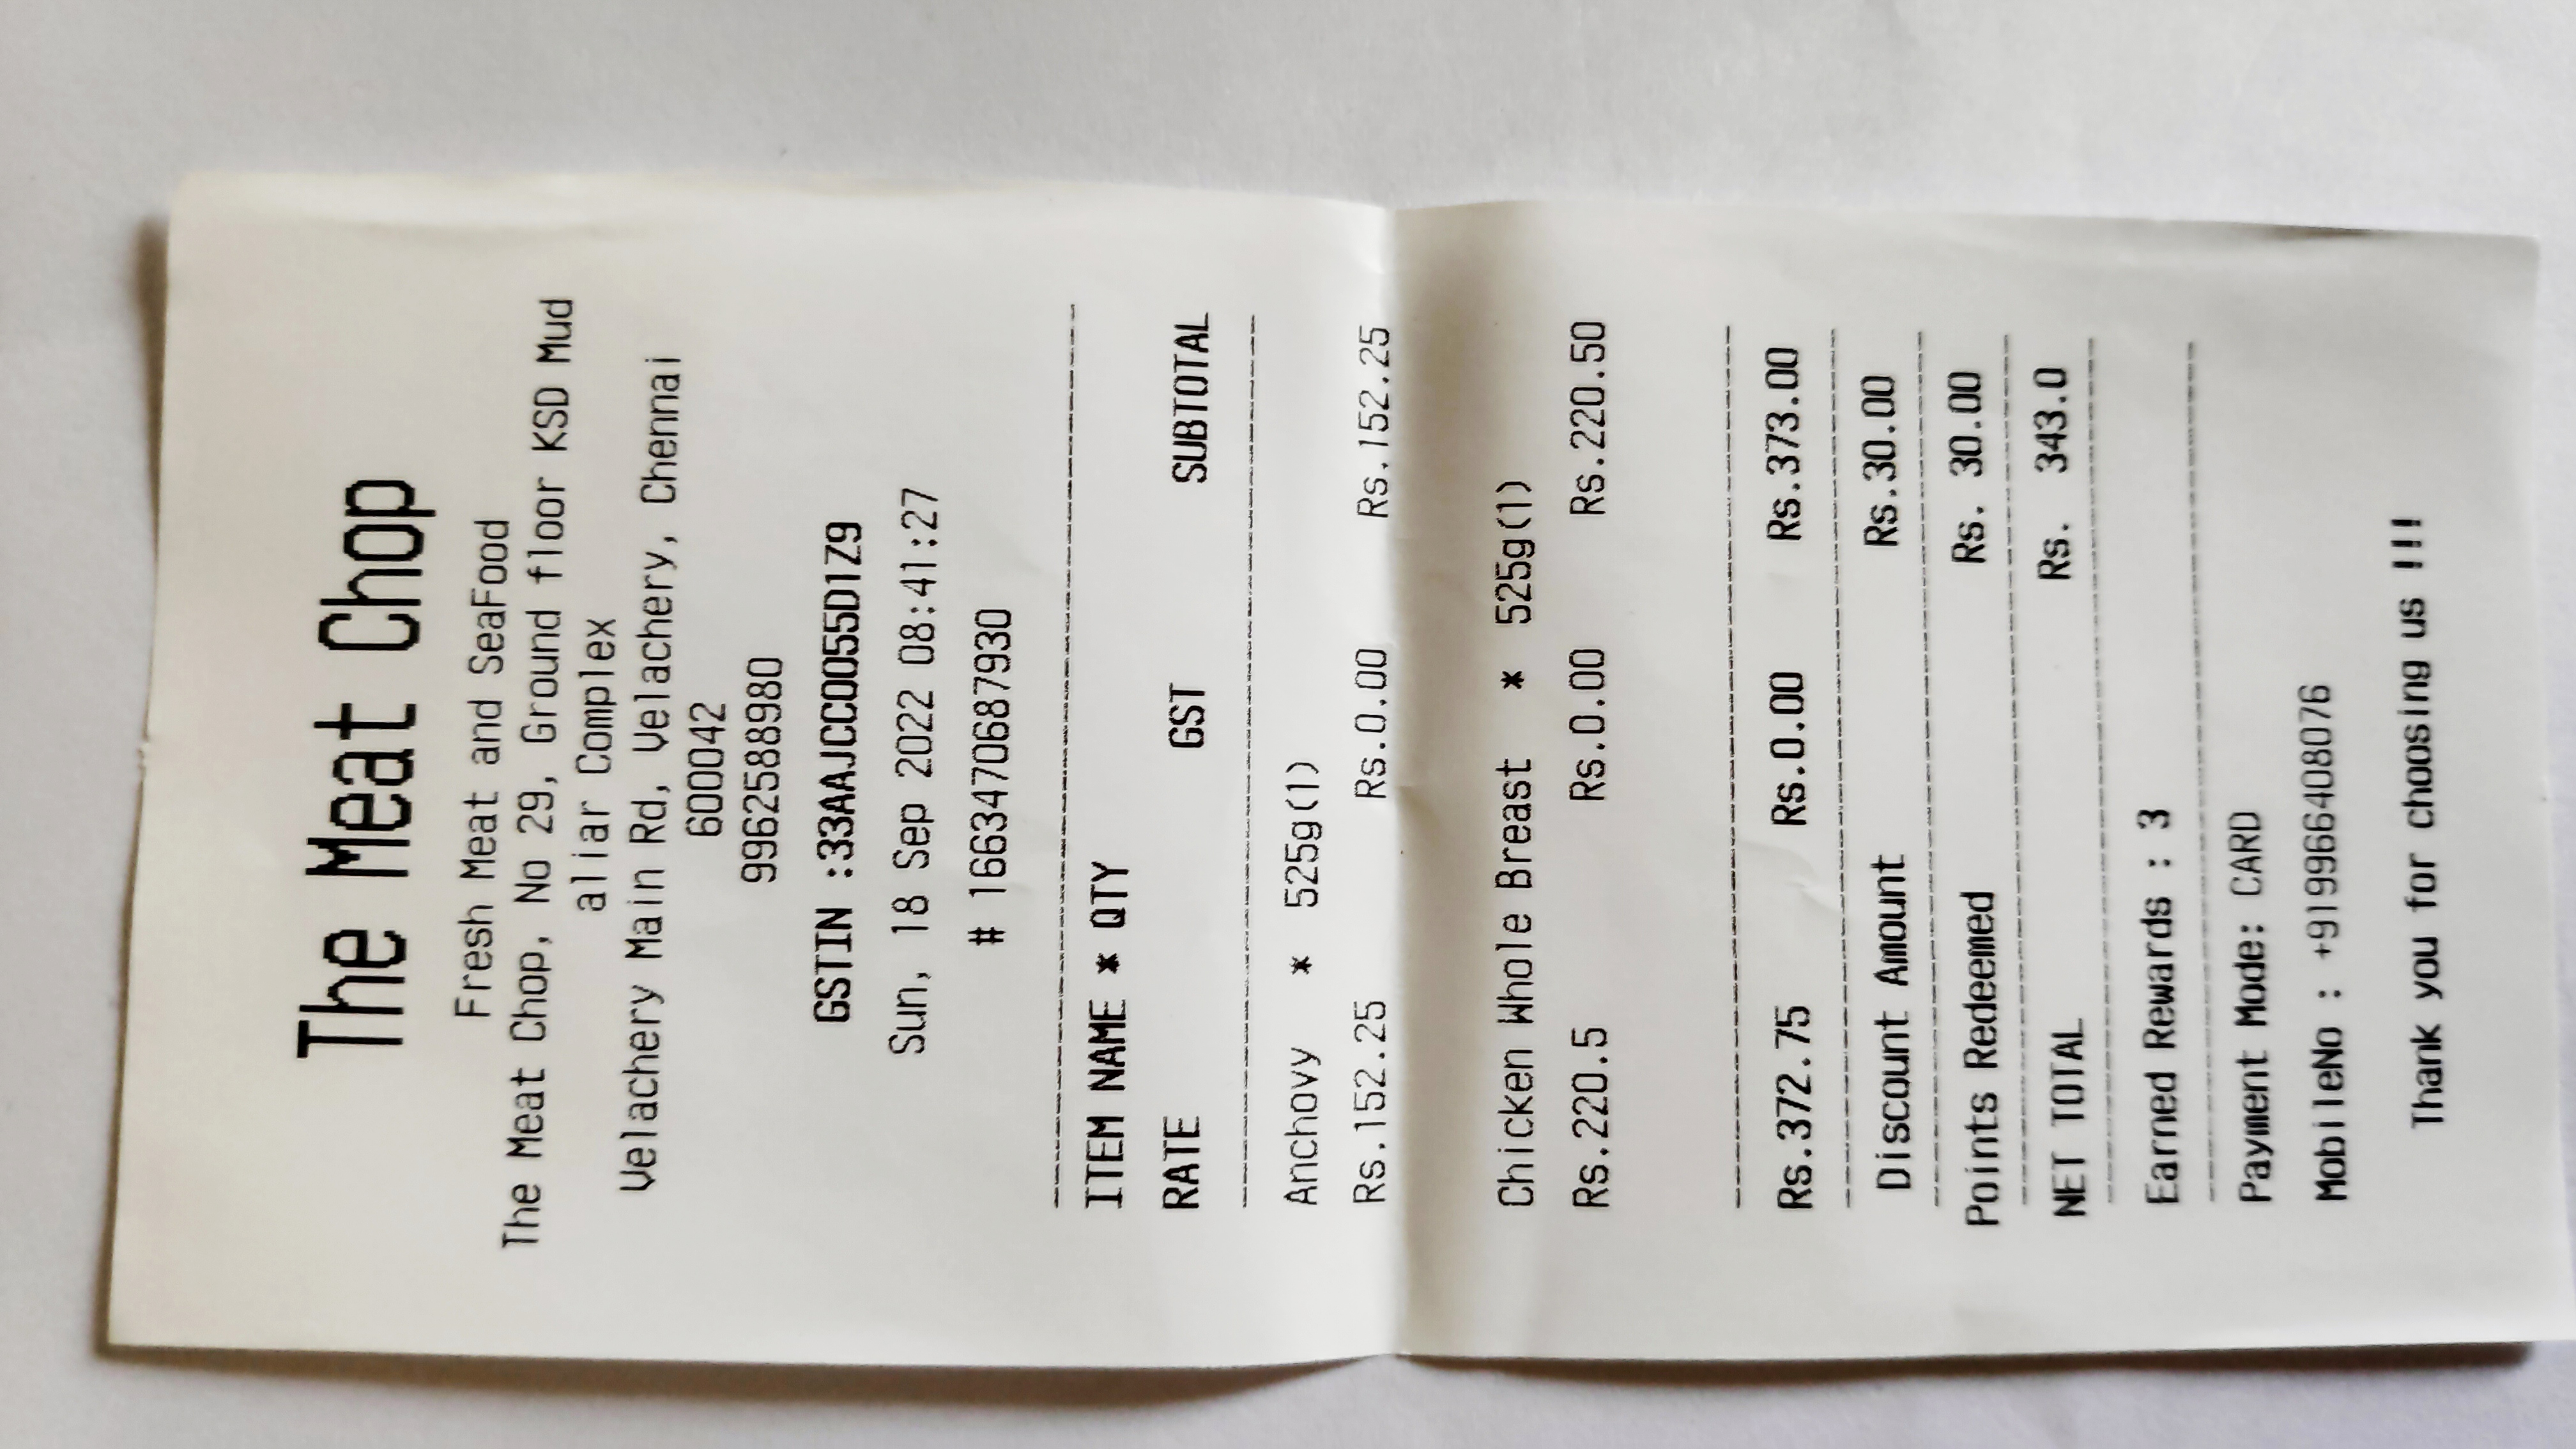 The Meat Chop
Fresh Meat and SeaFood
The Meat Chop, No 29, Ground floor KSD Mud
aliar Complex
Velachery Main Rd, Velachery, Chennai
600042
9962588980
GSTIN :33AAJCC0055D1Z9
Sun, 18 Sep 2022 08:41:27
# 1663470687930
ITEM NAME * QTY
RATE GST SUBTOTAL
Anchovy * 525g(1)
Rs.152.25 Rs.0.00 Rs.152.25
Chicken Whole Breast * 525g(1)
Rs.220.5 Rs.0.00 Rs.220.50
Rs.372.75 Rs.0.00 Rs.373.00
Discount Amount Rs.30.00
Points Redeemed Rs. 30.00
NET TOTAL Rs. 343.0
Earned Rewards : 3
Payment Mode: CARD
MobileNo : +919966408076
Thank you for choosing us !!!